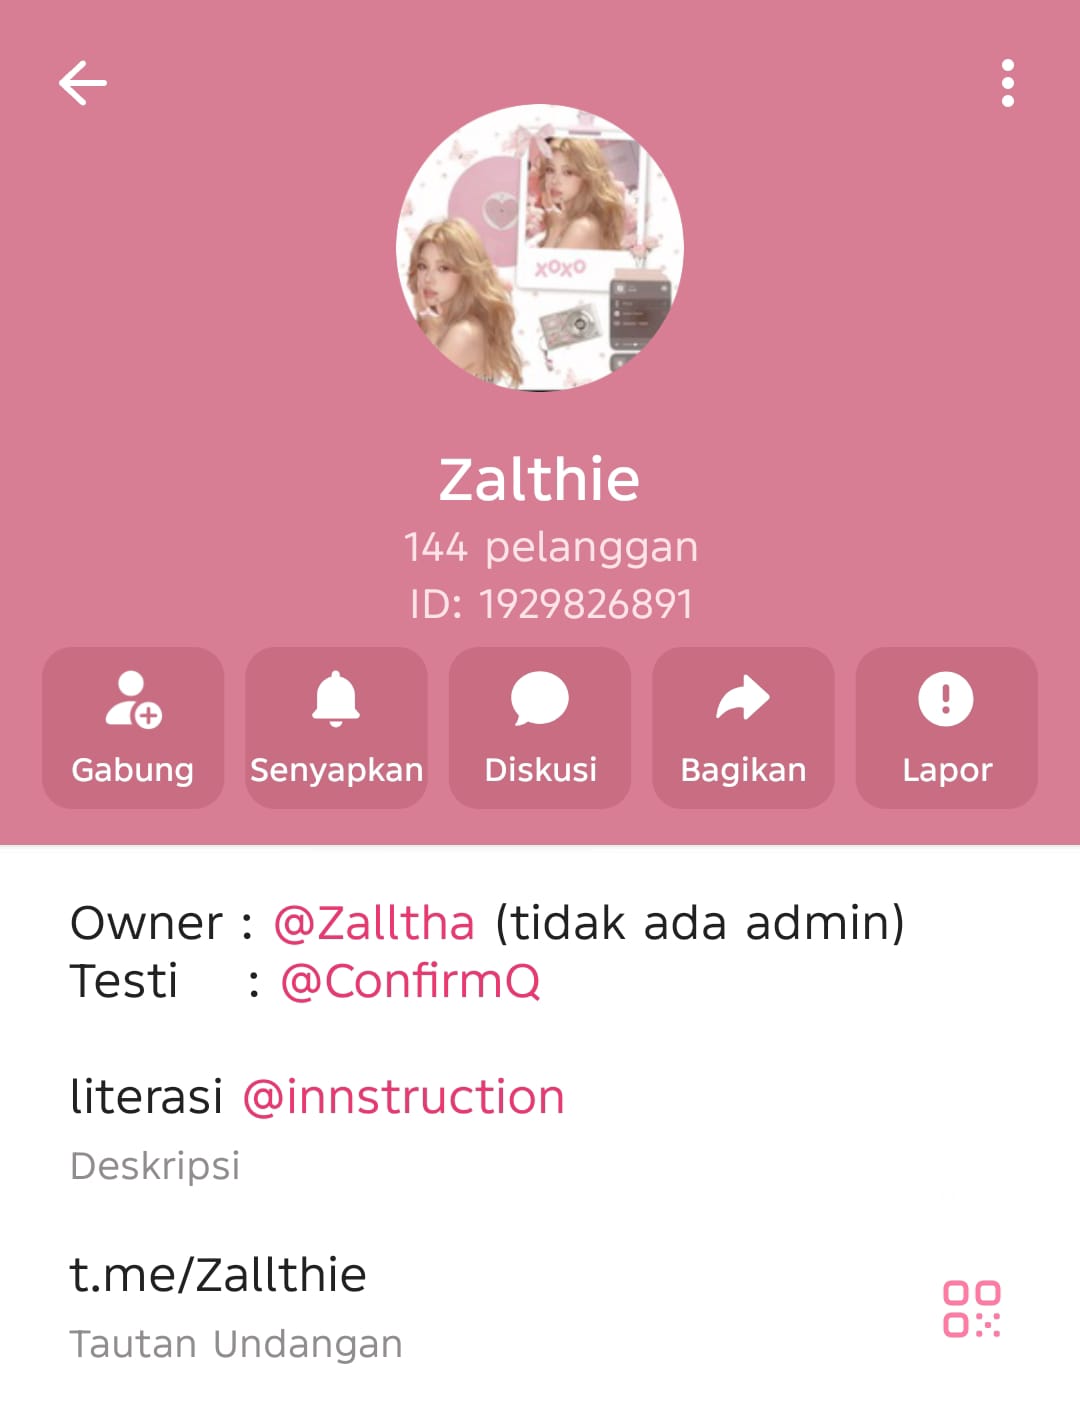 XOXO
Zalthie
144 pelanggan
ID: 1929826891
Gabung
Senyapkan
Diskusi
Bagikan
Lapor
Owner : @Zalltha (tidak ada admin)
Testi : @ConfirmQ
literasi @innstruction
Deskripsi
t.me/Zallthie
Tautan Undangan